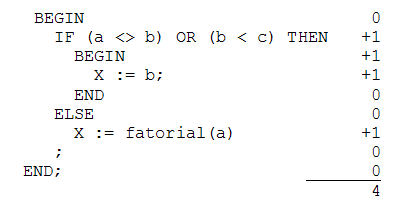 BEGIN 0
IF (a <> b) OR (b < c) THEN +1
BEGIN +1
X := b; +1
END 0
ELSE 0
X := fatorial(a) +1
; 0
END; 0
4